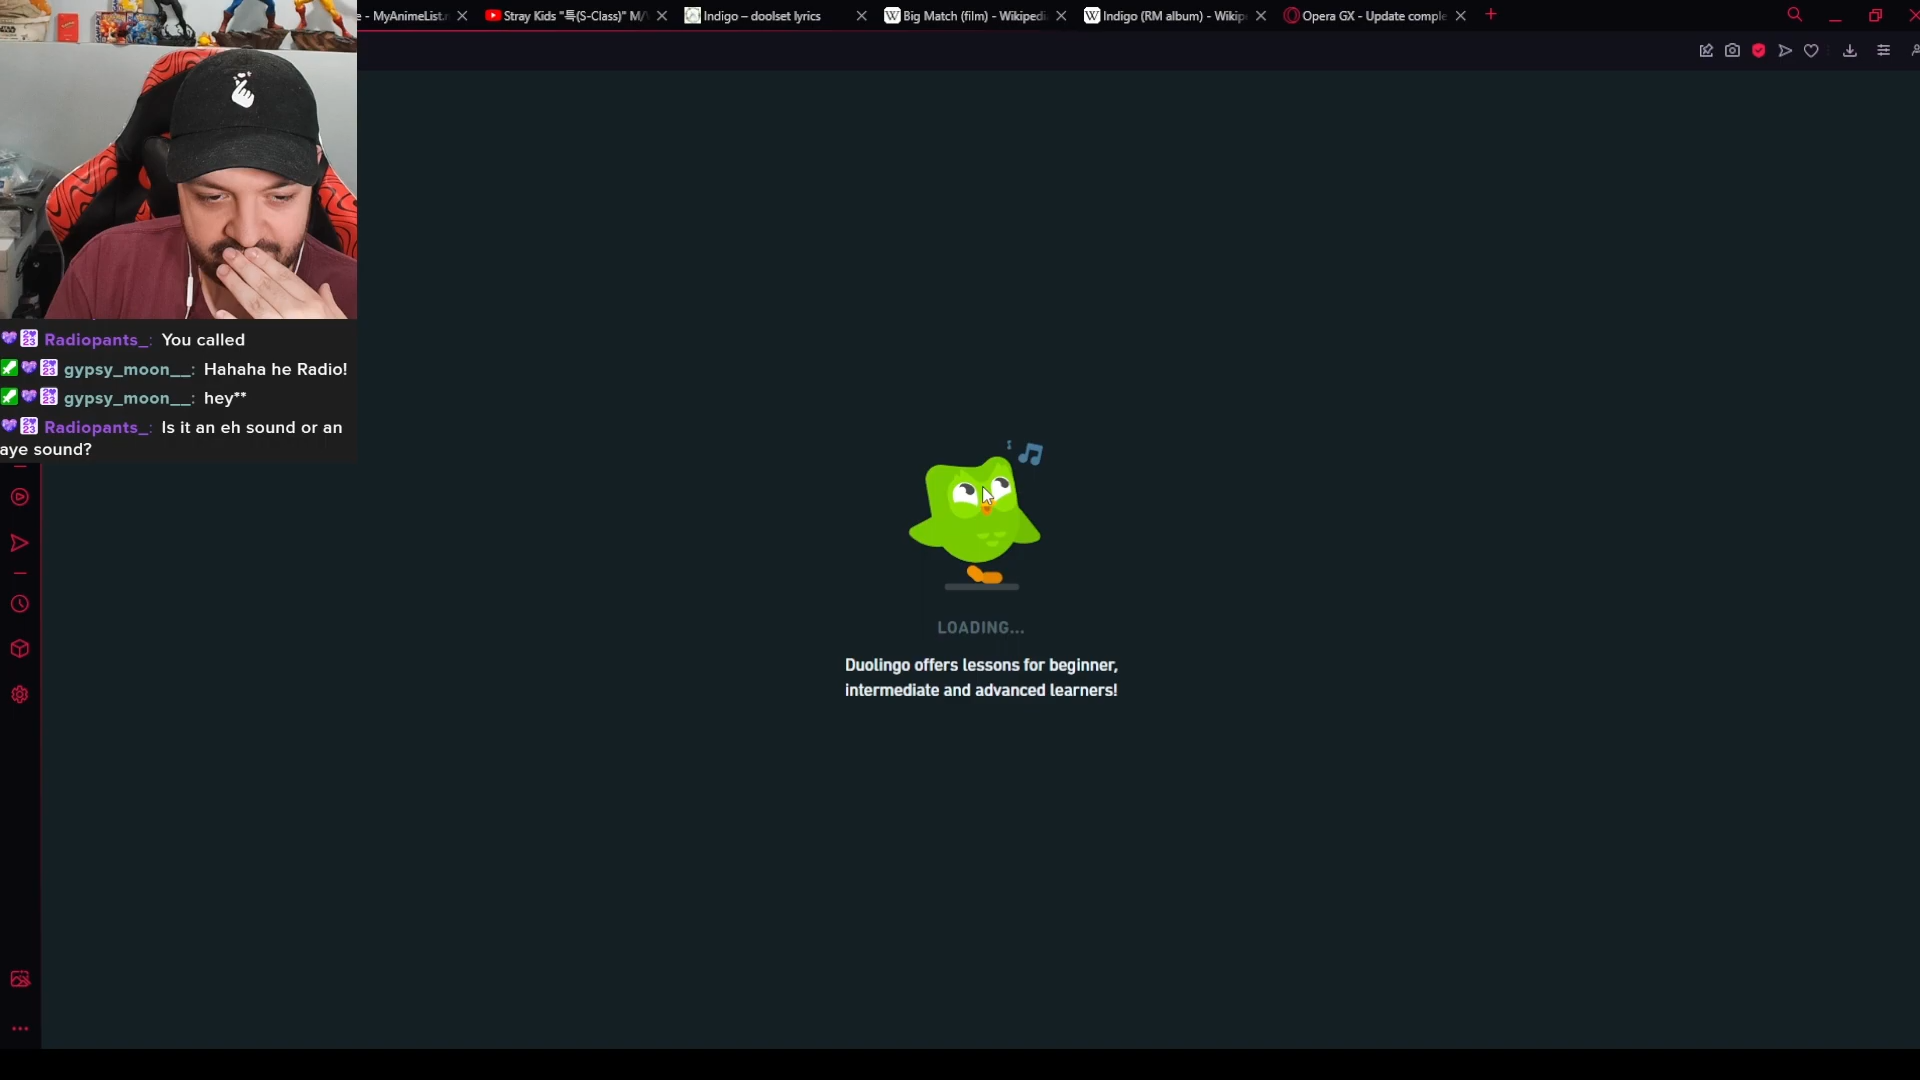 e - MyAnimeList.n
Stray Kids "특(S-Class)" M/V
Indigo – doolset lyrics
Big Match (film) - Wikipedi
Indigo (RM album) - Wikip
Opera GX - Update comple
Radiopants_: You called
gypsy_moon__: Hahaha he Radio!
gypsy_moon__: hey**
Radiopants_: Is it an eh sound or an
aye sound?
LOADING...
Duolingo offers lessons for beginner,
intermediate and advanced learners!